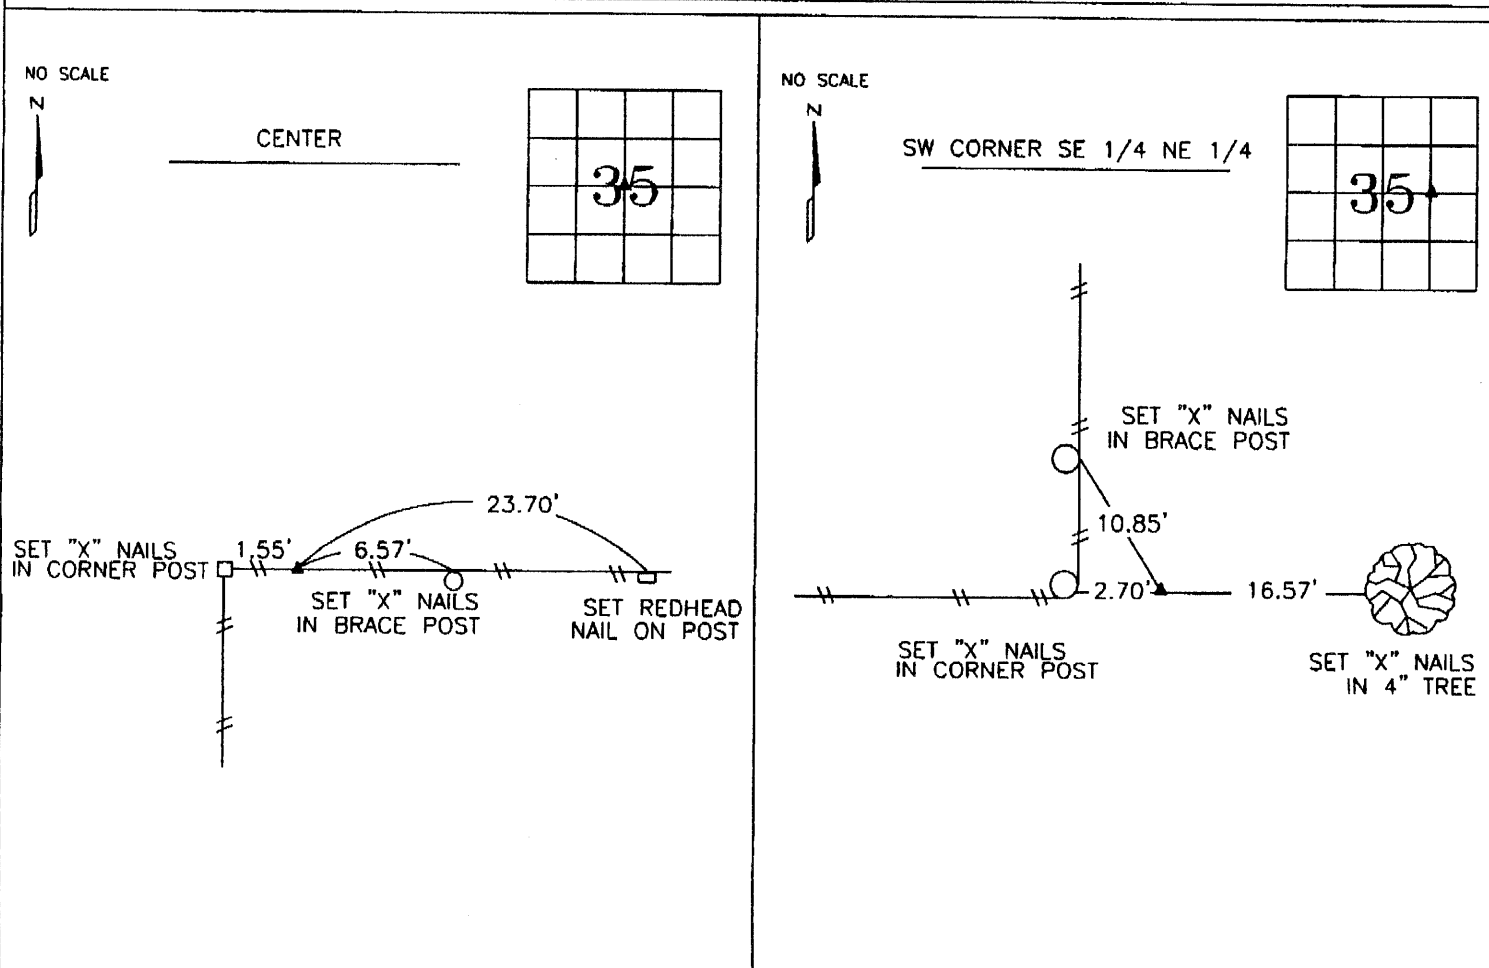 NO SCALE
N
CENTER
35
23.70'
1.55'
6.57'
SET "X" NAILS
IN CORNER POST
SET "X" NAILS
IN BRACE POST
SET REDHEAD
NAIL ON POST
NO SCALE
N
SW CORNER SE 1/4 NE 1/4
35
SET "X" NAILS
IN BRACE POST
10.85'
2.70'
16.57'
SET "X" NAILS
IN CORNER POST
SET "X" NAILS
IN 4" TREE